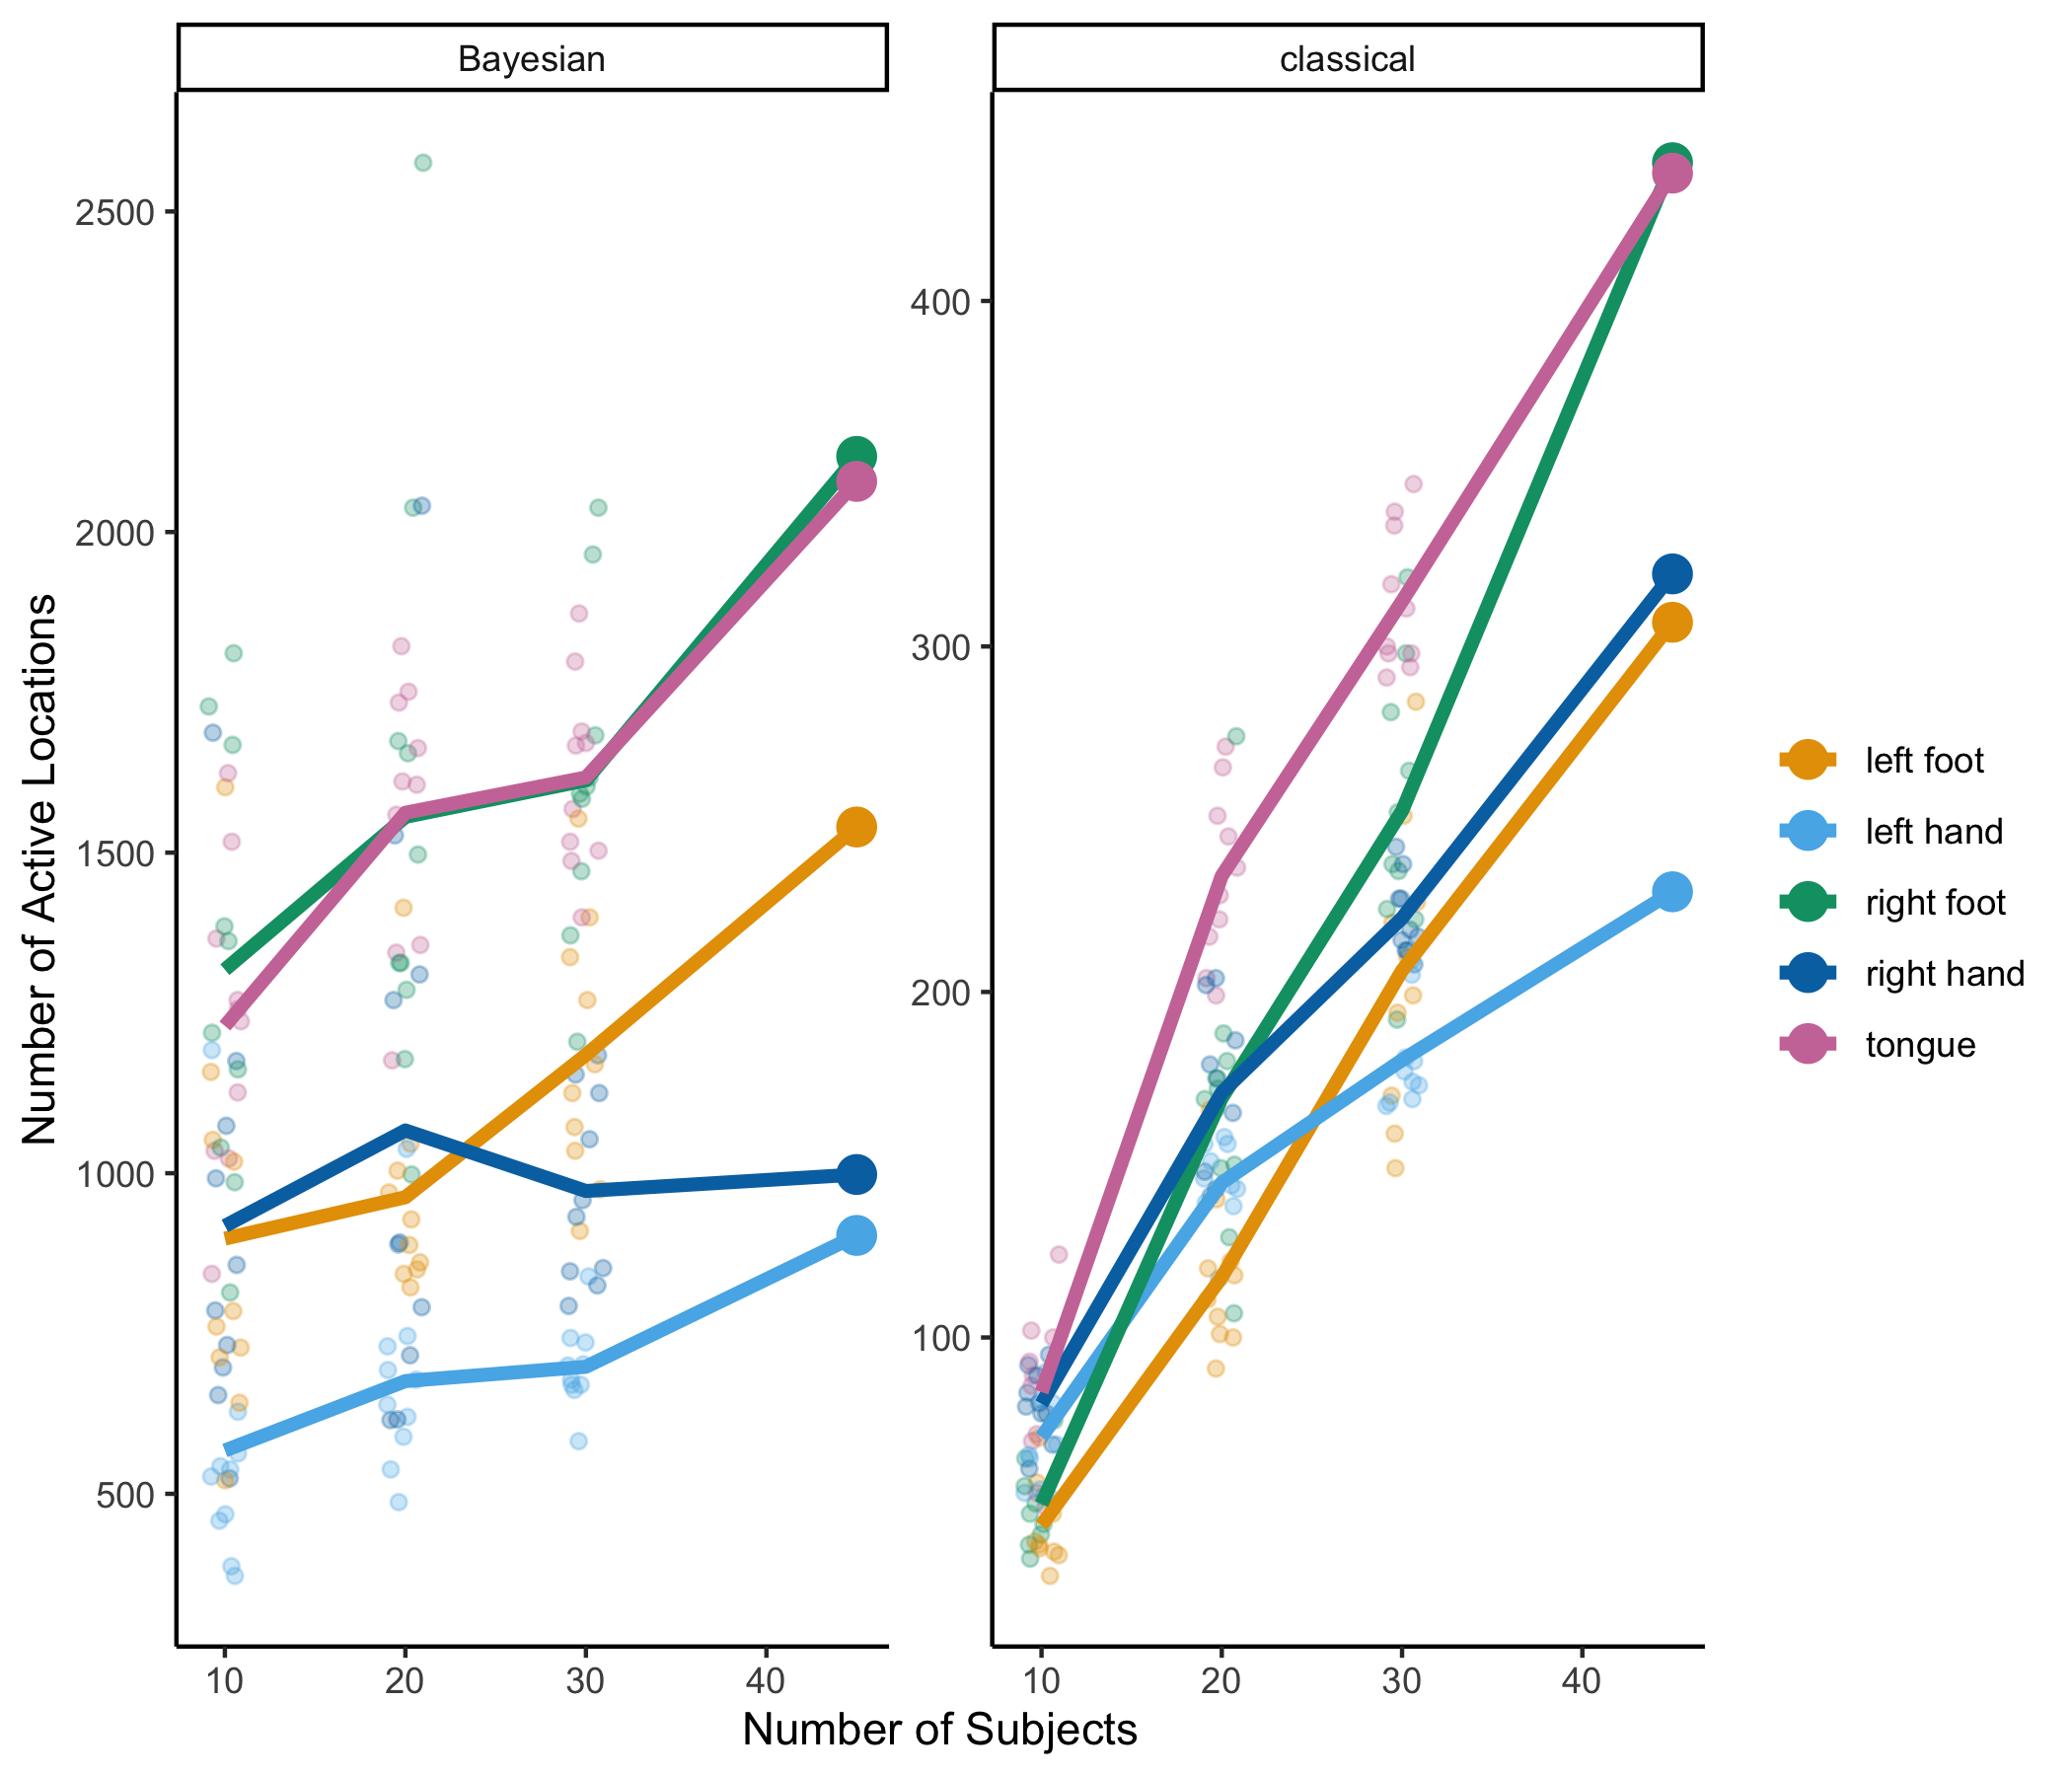 Bayesian
classical
Number of Active Locations
2500
2000
1500
1000
500
400
300
200
100
10 20 30 40
10 20 30 40
Number of Subjects
left foot
left hand
right foot
right hand
tongue